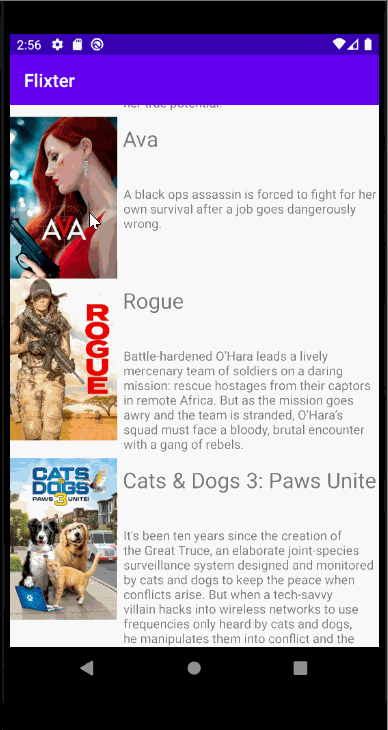 2:56
Flixter
her true potential.
AVA
Ava
A black ops assassin is forced to fight for her
own survival after a job goes dangerously
wrong.
ROGUE
Rogue
Battle-hardened O’Hara leads a lively
mercenary team of soldiers on a daring
mission: rescue hostages from their captors
in remote Africa. But as the mission goes
awry and the team is stranded, O’Hara’s
squad must face a bloody, brutal encounter
with a gang of rebels.
CATS
& DOGS
3
PAWS UNITE!
Cats & Dogs 3: Paws Unite
It's been ten years since the creation of
the Great Truce, an elaborate joint-species
surveillance system designed and monitored
by cats and dogs to keep the peace when
conflicts arise. But when a tech-savvy
villain hacks into wireless networks to use
frequencies only heard by cats and dogs,
he manipulates them into conflict and the